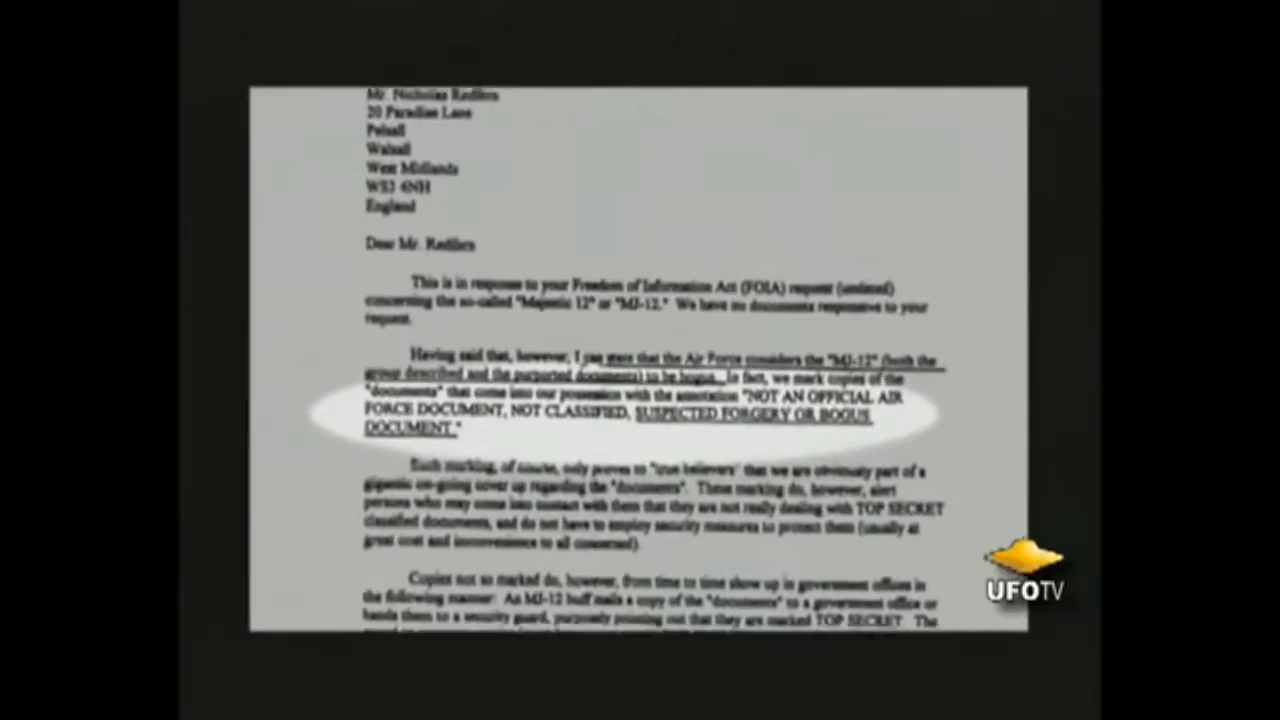 Mr. Nicholas Redfern
20 Paradise Lane
Pelsall
Walsall
West Midlands
WS3 4NH
England
Dear Mr. Redfern
This is in response to your Freedom of Information Act (FOIA) request (undated)
concerning the so-called "Majestic 12" or "MJ-12." We have no documents responsive to your
request.
Having said that, however, I can state that the Air Force considers the "MJ-12" (both the
group described and the purported documents) to be bogus. In fact, we mark copies of the
"documents" that come into our possession with the annotation "NOT AN OFFICIAL AIR
FORCE DOCUMENT, NOT CLASSIFIED, SUSPECTED FORGERY OR BOGUS
DOCUMENT."
Such marking, of course, only proves to "true believers" that we are obviously part of a
gigantic on-going cover up regarding the "documents". These marking do, however, alert
persons who may come into contact with them that they are not really dealing with TOP SECRET
classified documents, and do not have to employ security measures to protect them (usually at
great cost and inconvenience to all concerned).
Copies not so marked do, however, from time to time show up in government offices in
the following manner: An MJ-12 buff mails a copy of the "documents" to a government office or
hands them to a security guard, purposely pointing out that they are marked TOP SECRET. The
UFOTV